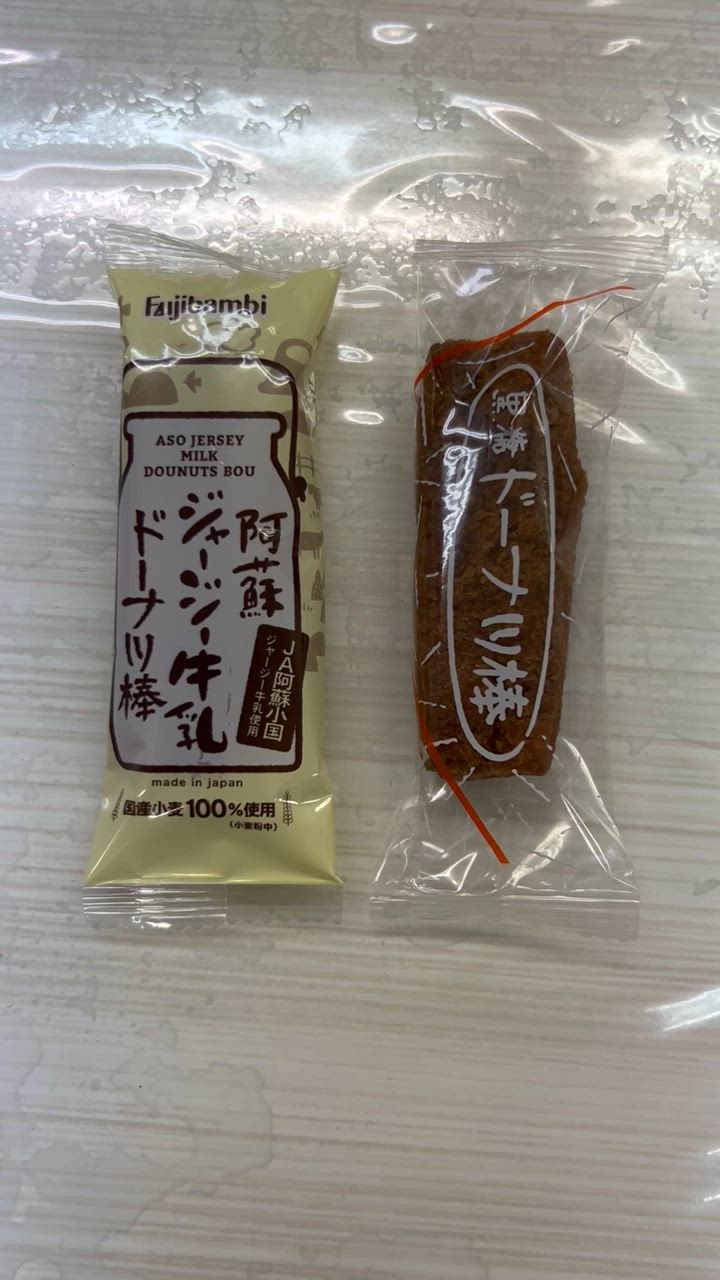 Fujibambi
ASO JERSEY
MILK
DOUNUTS BOU
阿蘇
ジャージー牛乳
ドーナツ棒
JA阿蘇小国
ジャージー牛乳使用
made in japan
国産小麦100%使用
(小麦粉中)
黒糖ドーナツ棒